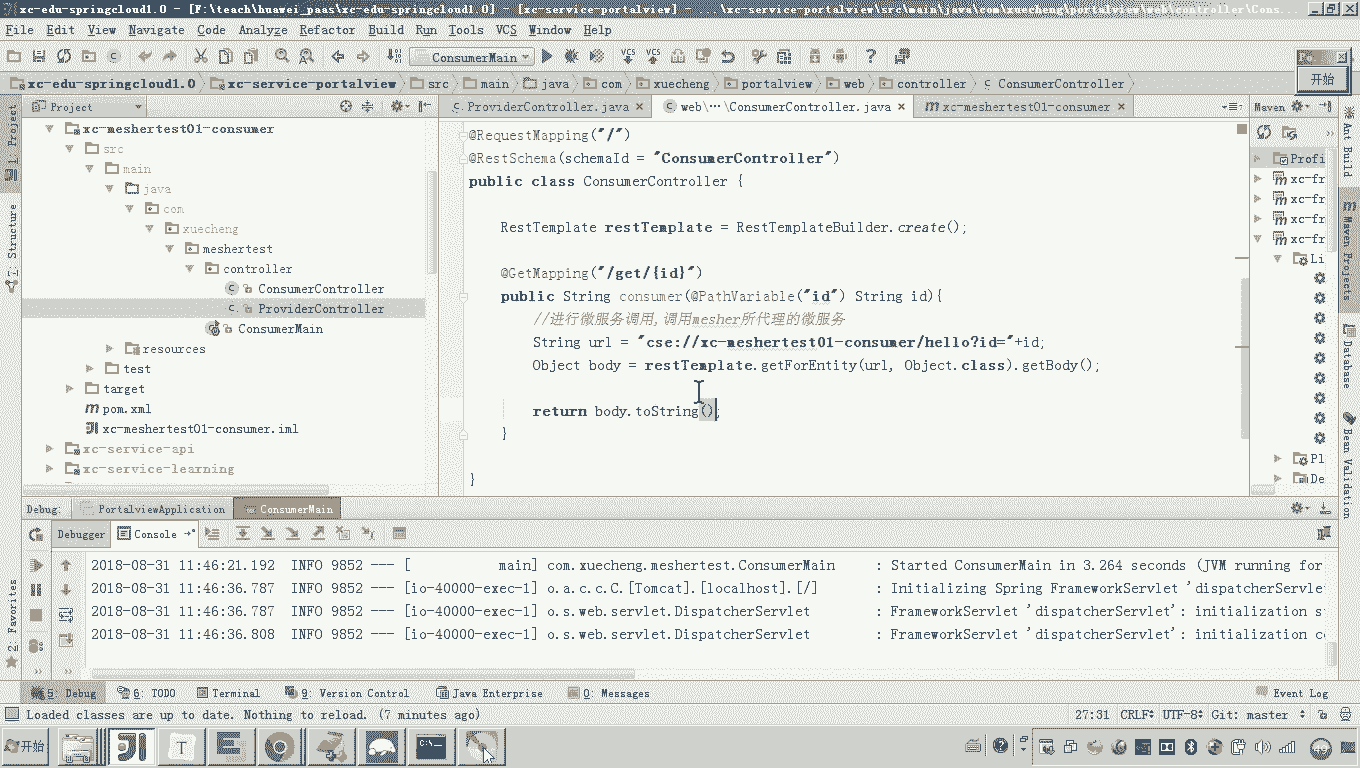 xc-edu-springcloud1.0 - [F:\teach\huawei_paas\xc-edu-springcloud1.0] - [xc-service-portalview] -
File Edit View Navigate Code Analyze Refactor Build Run Tools VCS Window Help
ConsumerMain
开始
xc-edu-springcloud1.0 xc-service-portalview src main java com xuecheng portalview web controller ConsumerController
Project
ProviderController.java
web\⋯\ConsumerController.java
xc-meshertest01-consumer
Maven
1: Project
7: Structure
2: Favorites
xc-meshertest01-consumer
src
main
java
com
xuecheng
meshertest
controller
ConsumerController
ProviderController
ConsumerMain
resources
test
target
pom.xml
xc-meshertest01-consumer.iml
xc-service-api
xc-service-learning
@RequestMapping("/")
@RestSchema(schemaId = "ConsumerController")
public class ConsumerController {
RestTemplate restTemplate = RestTemplateBuilder.create();
@GetMapping("/get/{id}")
public String consumer(@PathVariable("id") String id){
//进行微服务调用,调用mesher所代理的微服务
String url = "cse://xc-meshertest01-consumer/hello?id="+id;
Object body = restTemplate.getForEntity(url, Object.class).getBody();
return body.toString();
}
}
Profi
xc-fr
xc-fr
xc-fr
xc-fr
Li
Pl
De
Ant Build
Maven Projects
Database
Bean Validation
Debug: PortalviewApplication ConsumerMain
Debugger Console
2018-08-31 11:46:21.192 INFO 9852 --- [ main] com.xuecheng.meshertest.ConsumerMain : Started ConsumerMain in 3.264 seconds (JVM running for
2018-08-31 11:46:36.787 INFO 9852 --- [io-40000-exec-1] o.a.c.c.C.[Tomcat].[localhost].[/] : Initializing Spring FrameworkServlet 'dispatcherServle
2018-08-31 11:46:36.787 INFO 9852 --- [io-40000-exec-1] o.s.web.servlet.DispatcherServlet : FrameworkServlet 'dispatcherServlet': initialization s
2018-08-31 11:46:36.808 INFO 9852 --- [io-40000-exec-1] o.s.web.servlet.DispatcherServlet : FrameworkServlet 'dispatcherServlet': initialization co
5: Debug 6: TODO Terminal 9: Version Control Java Enterprise 0: Messages Event Log
Loaded classes are up to date. Nothing to reload. (7 minutes ago) 27:31 CRLF UTF-8 Git: master
开始